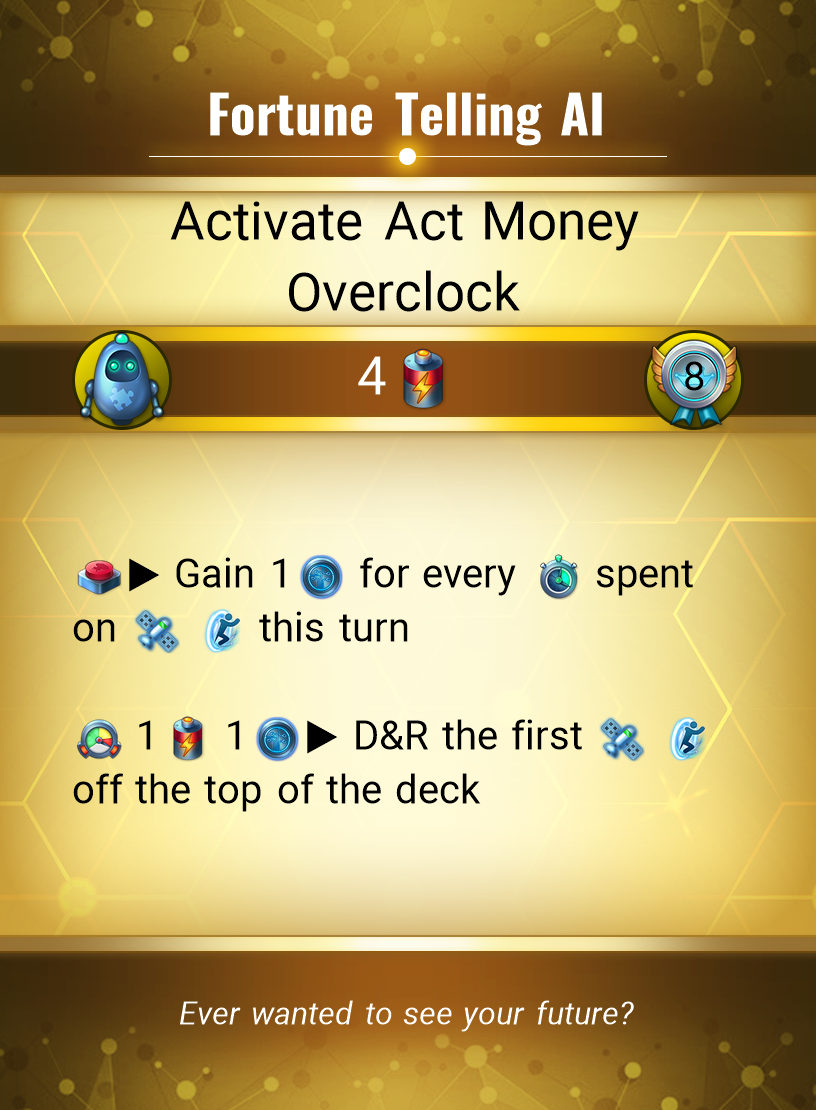 Fortune Telling AI
Activate Act Money
Overclock
4
8
▶ Gain 1 for every spent
on this turn
1 1 ▶ D&R the first
off the top of the deck
Ever wanted to see your future?